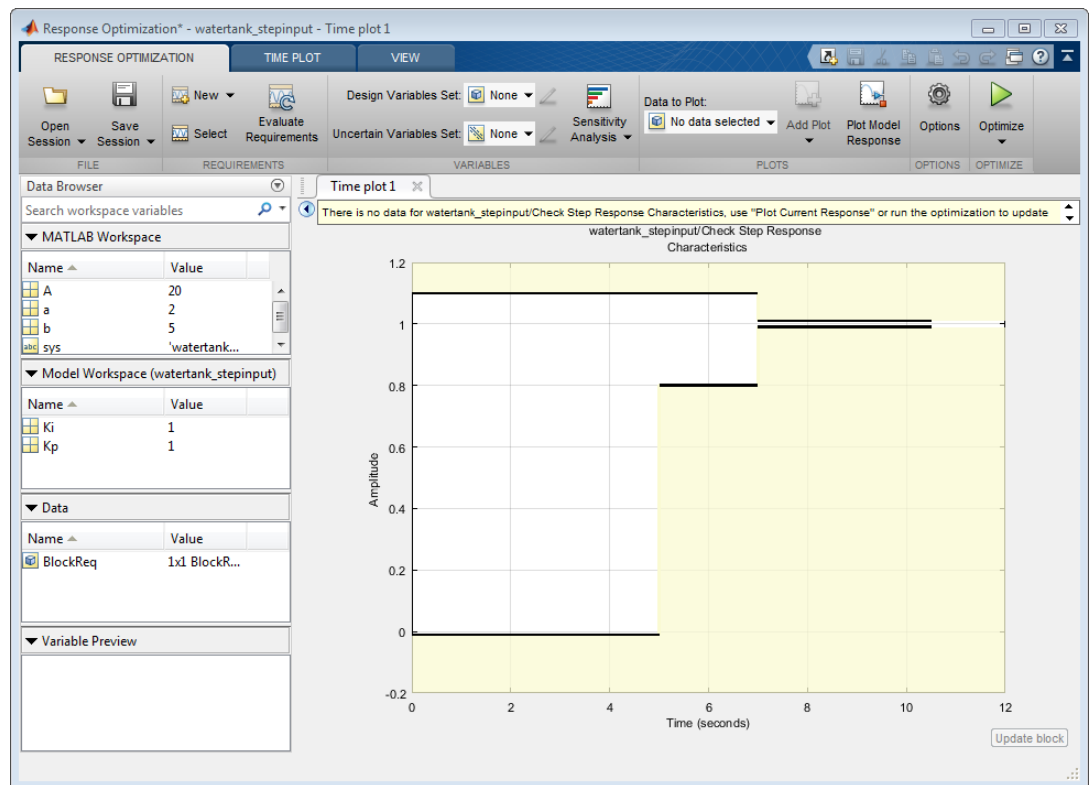 Response Optimization* - watertank_stepinput - Time plot 1
RESPONSE OPTIMIZATION TIME PLOT VIEW
Open Session
Save Session
FILE
New
Select
Evaluate Requirements
REQUIREMENTS
Design Variables Set: None
Uncertain Variables Set: None
Sensitivity Analysis
VARIABLES
Data to Plot:
No data selected
Add Plot
Plot Model Response
PLOTS
Options
OPTIONS
Optimize
OPTIMIZE
Data Browser
Search workspace variables
MATLAB Workspace
Name Value
A 20
a 2
b 5
abc sys 'watertank...
Model Workspace (watertank_stepinput)
Name Value
Ki 1
Kp 1
Data
Name Value
BlockReq 1x1 BlockR...
Variable Preview
Time plot 1
There is no data for watertank_stepinput/Check Step Response Characteristics, use "Plot Current Response" or run the optimization to update
watertank_stepinput/Check Step Response
Characteristics
1.2
1
0.8
0.6
0.4
0.2
0
-0.2
Amplitude
0 2 4 6 8 10 12
Time (seconds)
Update block